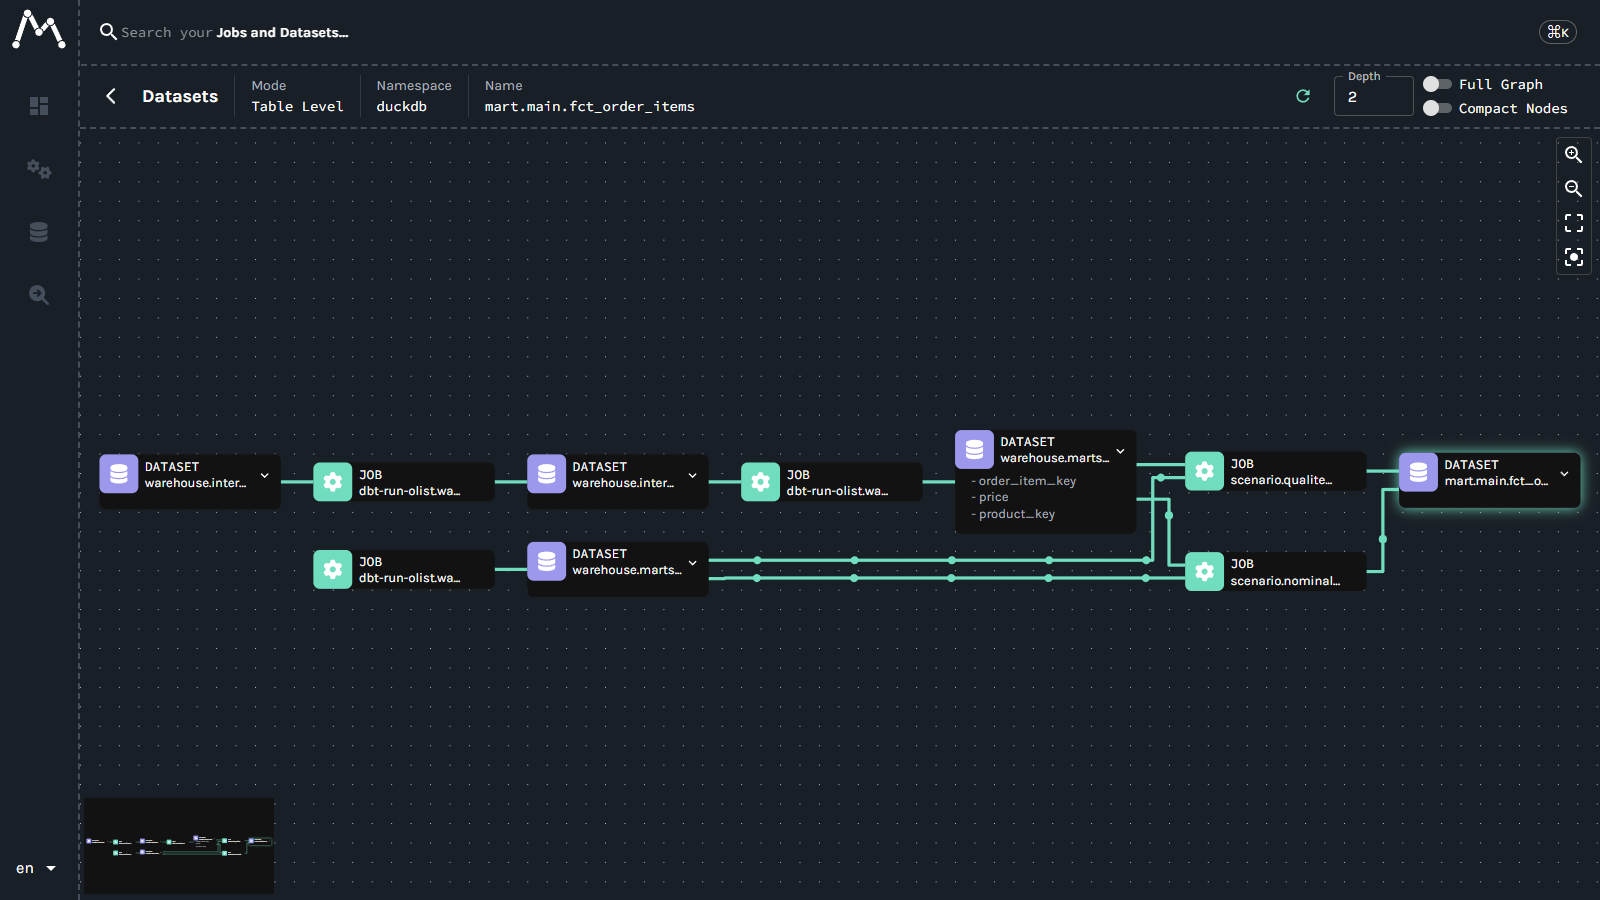 Search your Jobs and Datasets...
⌘K
Datasets
Mode
Table Level
Namespace
duckdb
Name
mart.main.fct_order_items
Depth
2
Full Graph
Compact Nodes
DATASET
warehouse.inter...
JOB
dbt-run-olist.wa...
DATASET
warehouse.inter...
JOB
dbt-run-olist.wa...
DATASET
warehouse.marts...
- order_item_key
- price
- product_key
JOB
scenario.qualite...
DATASET
mart.main.fct_o...
JOB
dbt-run-olist.wa...
DATASET
warehouse.marts...
JOB
scenario.nominal...
en